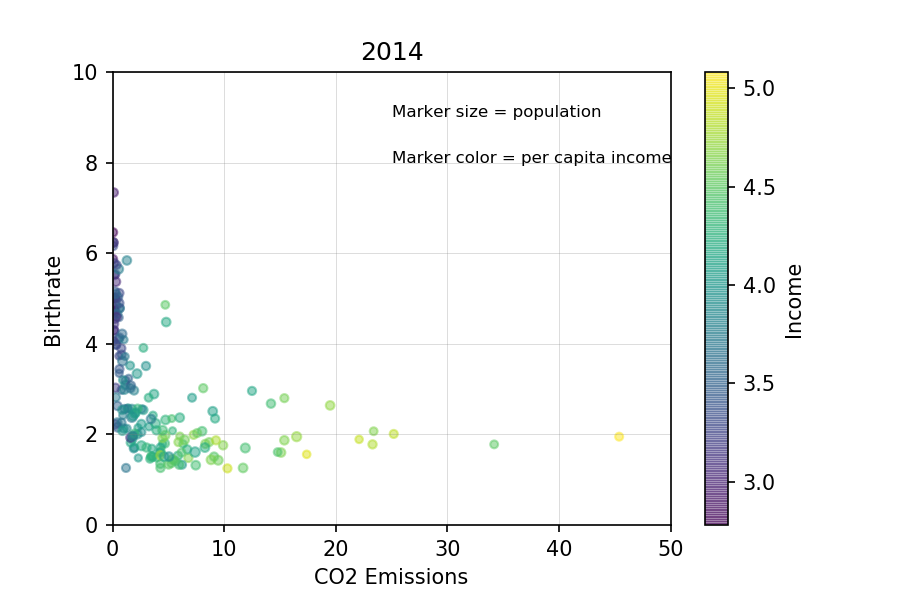 2014
Marker size = population
Marker color = per capita income
Birthrate
10
8
6
4
2
0
0 10 20 30 40 50
CO2 Emissions
5.0
4.5
4.0
3.5
3.0
Income